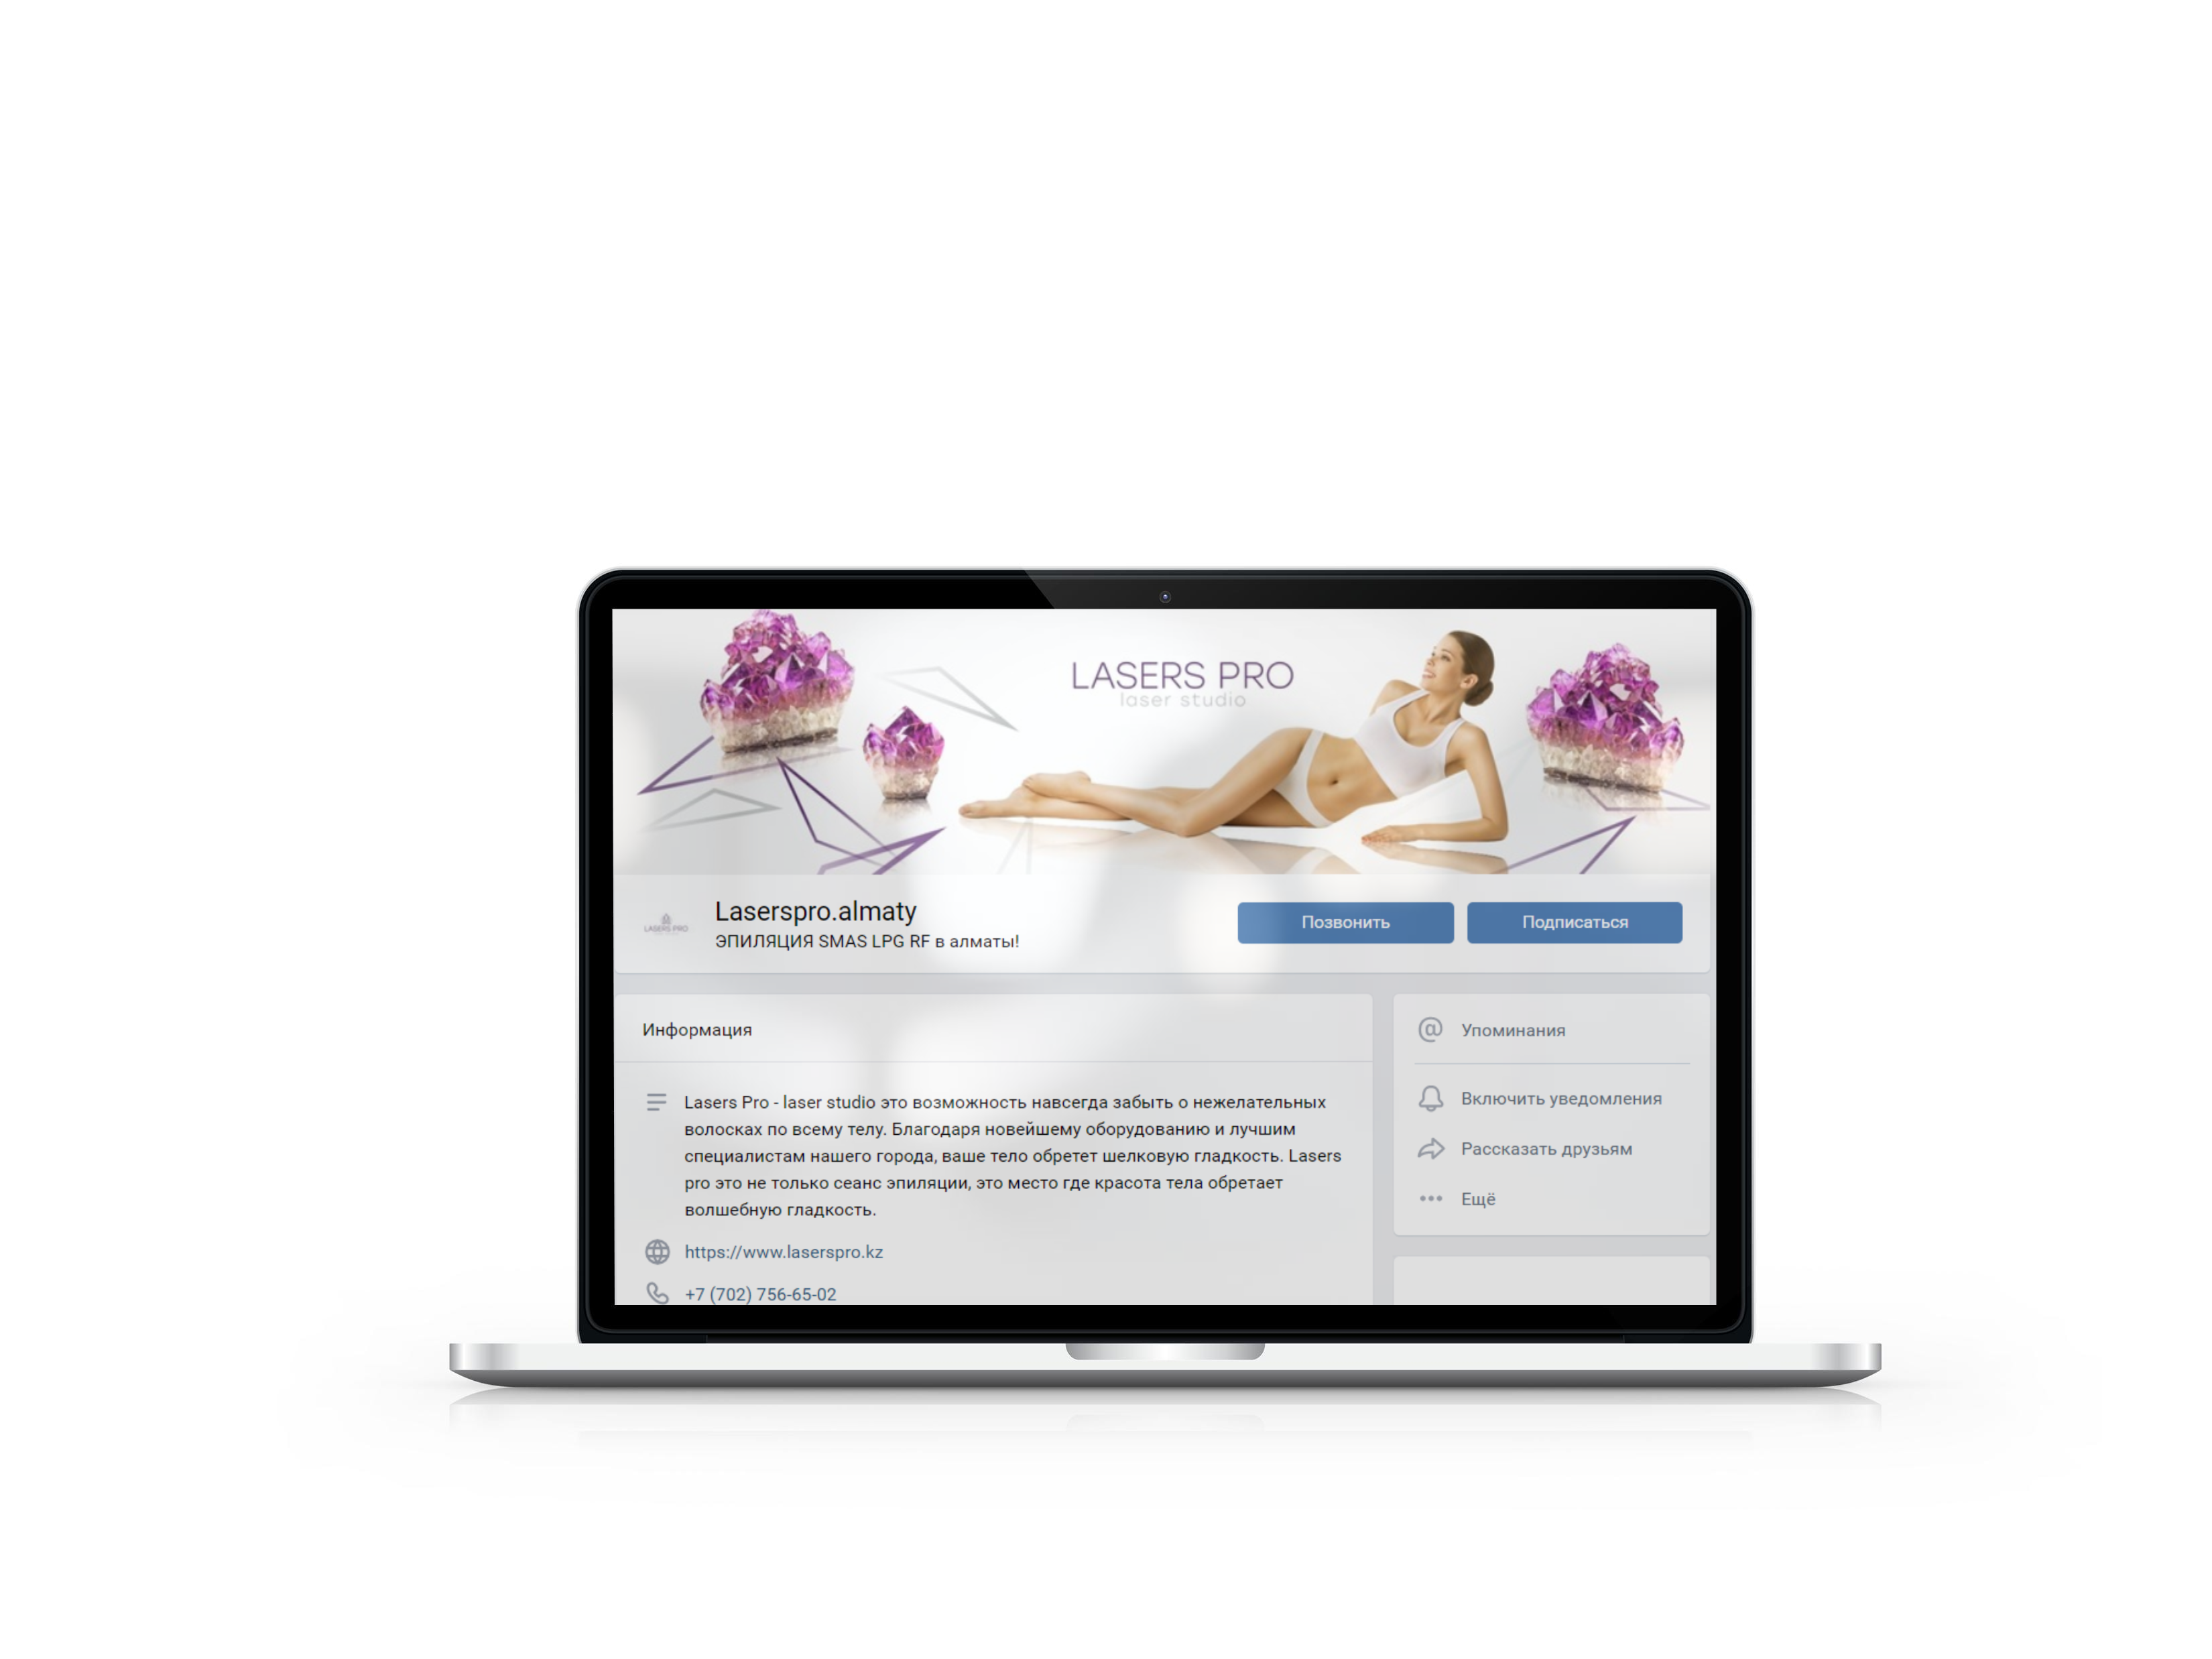 LASERS PRO
laser studio
LASERS PRO
Laserspro.almaty
ЭПИЛЯЦИЯ SMAS LPG RF в алматы!
Позвонить
Подписаться
Информация
Lasers Pro - laser studio это возможность навсегда забыть о нежелательных
волосках по всему телу. Благодаря новейшему оборудованию и лучшим
специалистам нашего города, ваше тело обретет шелковую гладкость. Lasers
pro это не только сеанс эпиляции, это место где красота тела обретает
волшебную гладкость.
https://www.laserspro.kz
+7 (702) 756-65-02
Упоминания
Включить уведомления
Рассказать друзьям
Ещё